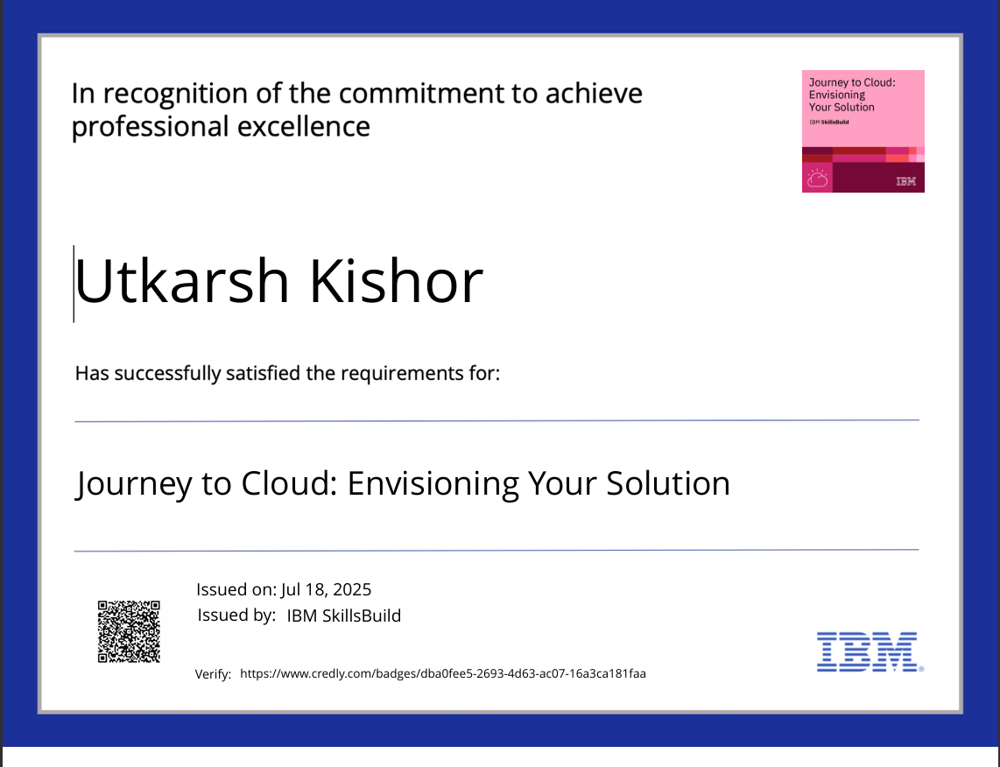 In recognition of the commitment to achieve
professional excellence
Journey to Cloud:
Envisioning
Your Solution
IBM SkillsBuild
IBM
Utkarsh Kishor
Has successfully satisfied the requirements for:
Journey to Cloud: Envisioning Your Solution
Issued on: Jul 18, 2025
Issued by: IBM SkillsBuild
Verify: https://www.credly.com/badges/dba0fee5-2693-4d63-ac07-16a3ca181faa
IBM®